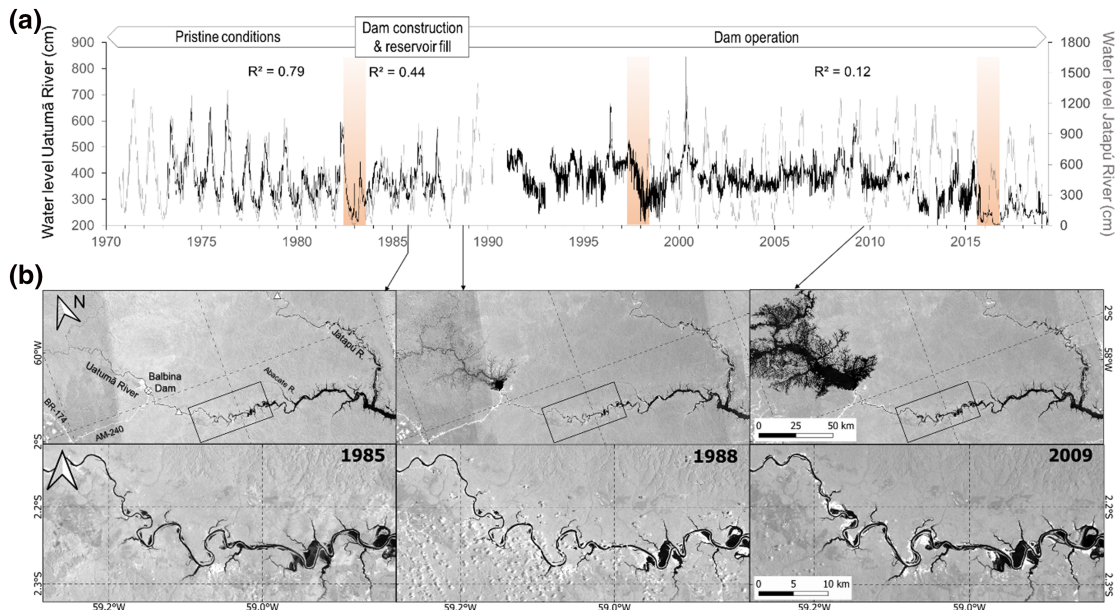 (a)
Pristine conditions
Dam construction
& reservoir fill
Dam operation
Water level Uatumã River (cm)
Water level Jatapú River (cm)
R² = 0.79
R² = 0.44
R² = 0.12
900
800
700
600
500
400
300
200
1800
1500
1200
900
600
300
0
1970
1975
1980
1985
1990
1995
2000
2005
2010
2015
(b)
N
60°W
2°S
Uatumã River
Balbina
Dam
Jatapú R.
Abacate R.
BR-174
AM-240
2°S
58°W
0 25 50 km
1985
1988
2009
2.2°S
2.3°S
2.2°S
2.3°S
0 5 10 km
59.2°W
59.0°W
59.2°W
59.0°W
59.2°W
59.0°W